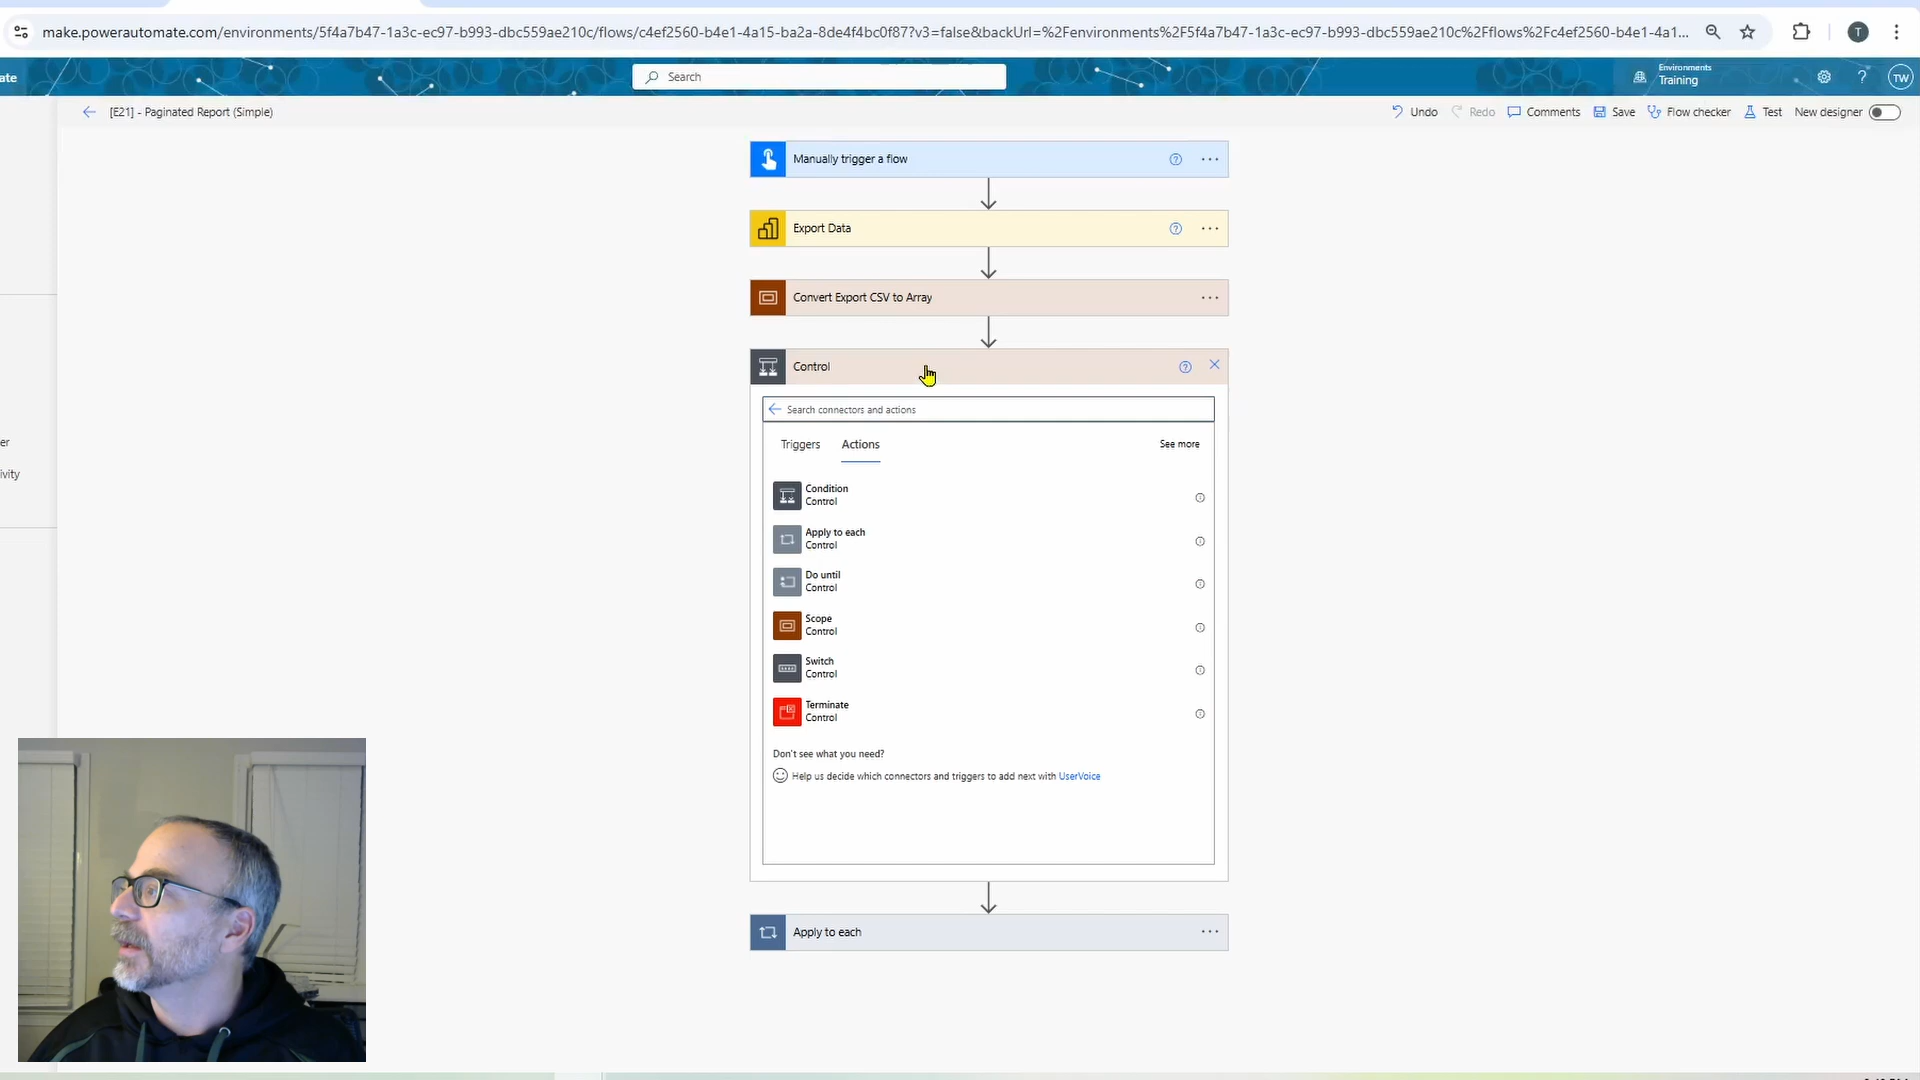 make.powerautomate.com/environments/5f4a7b47-1a3c-ec97-b993-dbc559ae210c/flows/c4ef2560-b4e1-4a15-ba2a-8de4f4bc0f87?v3=false&backUrl=%2Fenvironments%2F5f4a7b47-1a3c-ec97-b993-dbc559ae210c%2Fflows%2Fc4ef2560-b4e1-4a1...
T
ate
Search
Environments
Training
TW
[E21] - Paginated Report (Simple)
Undo
Redo
Comments
Save
Flow checker
Test
New designer
Manually trigger a flow
Export Data
Convert Export CSV to Array
Control
Search connectors and actions
Triggers
Actions
See more
Condition
Control
Apply to each
Control
Do until
Control
Scope
Control
Switch
Control
Terminate
Control
Don't see what you need?
Help us decide which connectors and triggers to add next with UserVoice
Apply to each
er
ivity